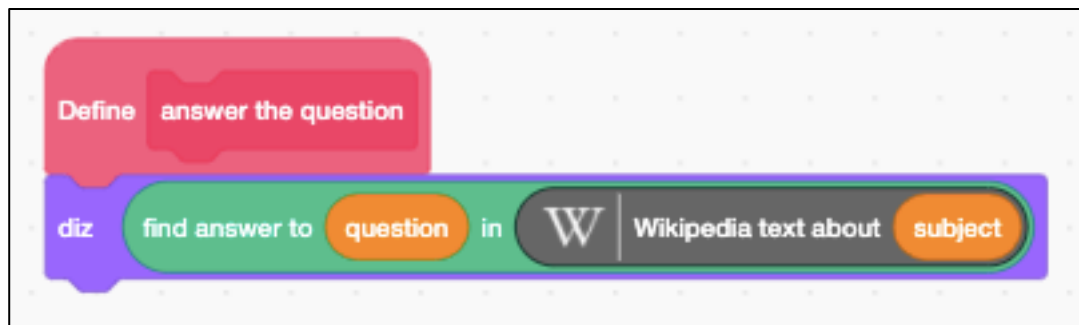 Define answer the question
diz find answer to question in W Wikipedia text about subject